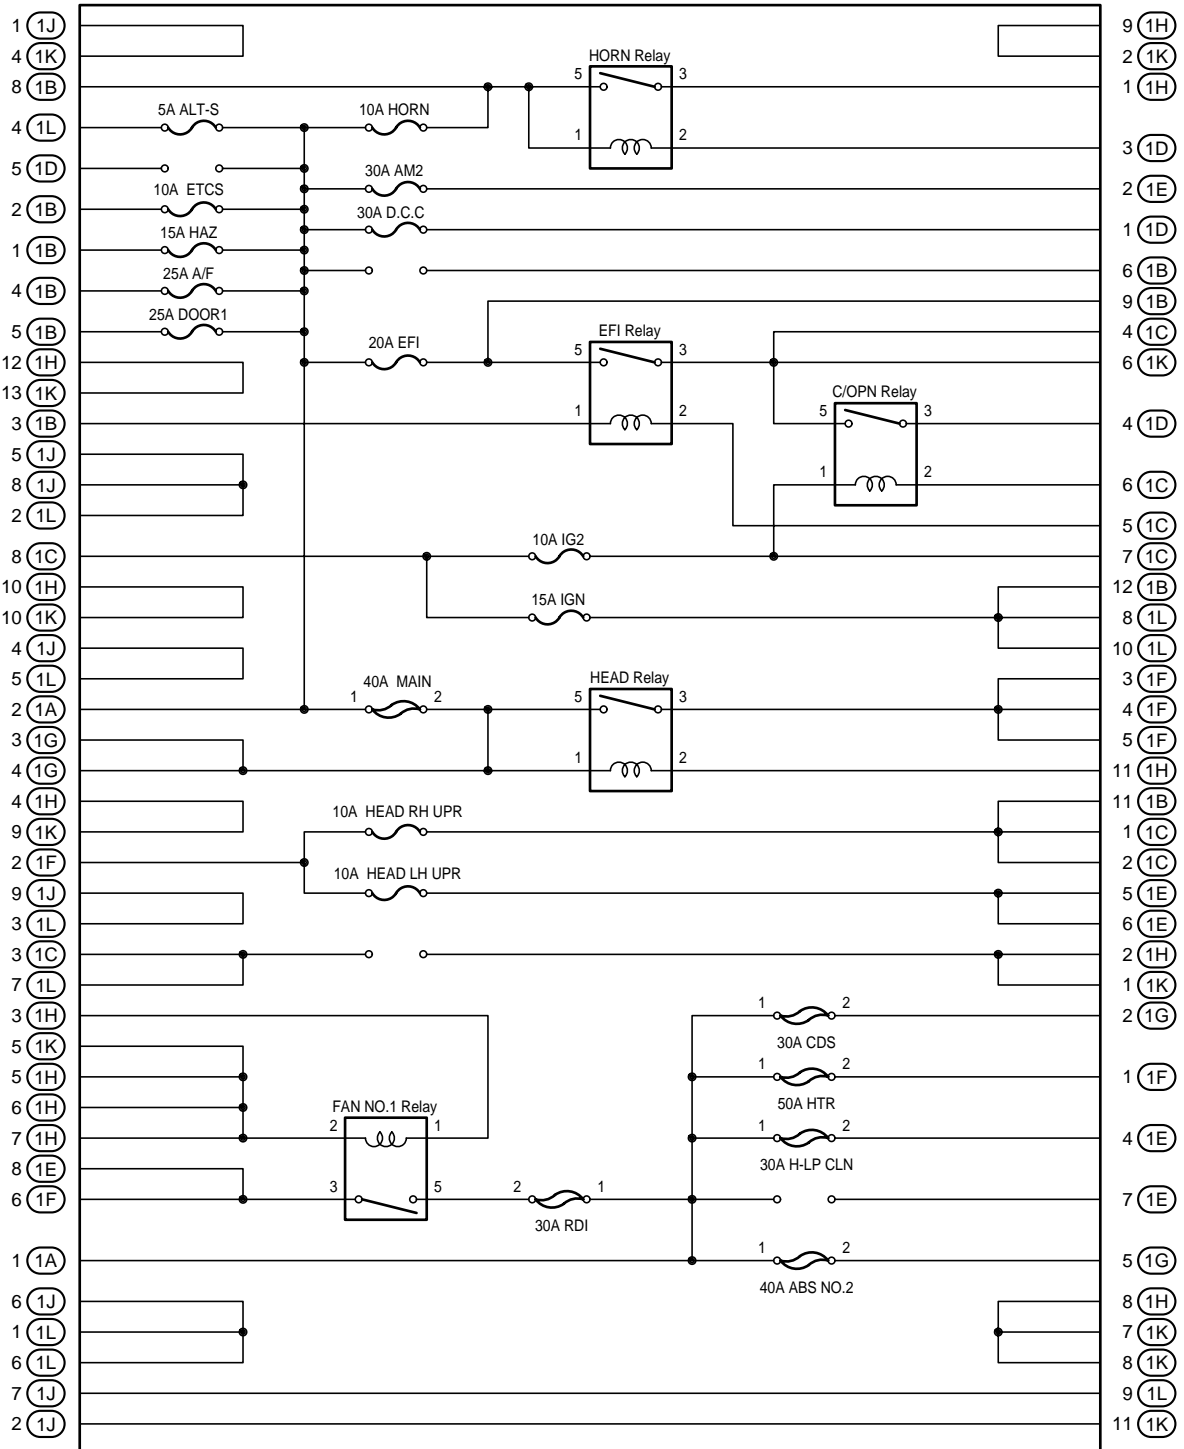 1 1J 9 1H
4 1K HORN Relay 2 1K
8 1B 5 3 1 1H
5A ALT-S 10A HORN
4 1L 1 2 3 1D
5 1D 30A AM2
10A ETCS 2 1E
2 1B 30A D.C.C
15A HAZ 1 1D
1 1B
25A A/F 6 1B
4 1B 9 1B
25A DOOR1 EFI Relay
5 1B 20A EFI 4 1C
12 1H 5 3 6 1K
13 1K C/OPN Relay
3 1B 1 2 5 3 4 1D
5 1J
8 1J 1 2 6 1C
2 1L 5 1C
10A IG2
8 1C 7 1C
10 1H 15A IGN 12 1B
10 1K 8 1L
4 1J 10 1L
5 1L 40A MAIN HEAD Relay 3 1F
2 1A 1 2 5 3 4 1F
3 1G 5 1F
4 1G 1 2 11 1H
4 1H 10A HEAD RH UPR 11 1B
9 1K 1 1C
2 1F 10A HEAD LH UPR 2 1C
9 1J 5 1E
3 1L 6 1E
3 1C 2 1H
7 1L 1 1K
3 1H 1 2 2 1G
5 1K 30A CDS
5 1H 1 2 1 1F
6 1H FAN NO.1 Relay 50A HTR
7 1H 2 1 1 2 4 1E
8 1E 30A H-LP CLN
6 1F 3 5 2 1 7 1E
30A RDI
1 1A 1 2 5 1G
40A ABS NO.2
6 1J 8 1H
1 1L 7 1K
6 1L 8 1K
7 1J 9 1L
2 1J 11 1K